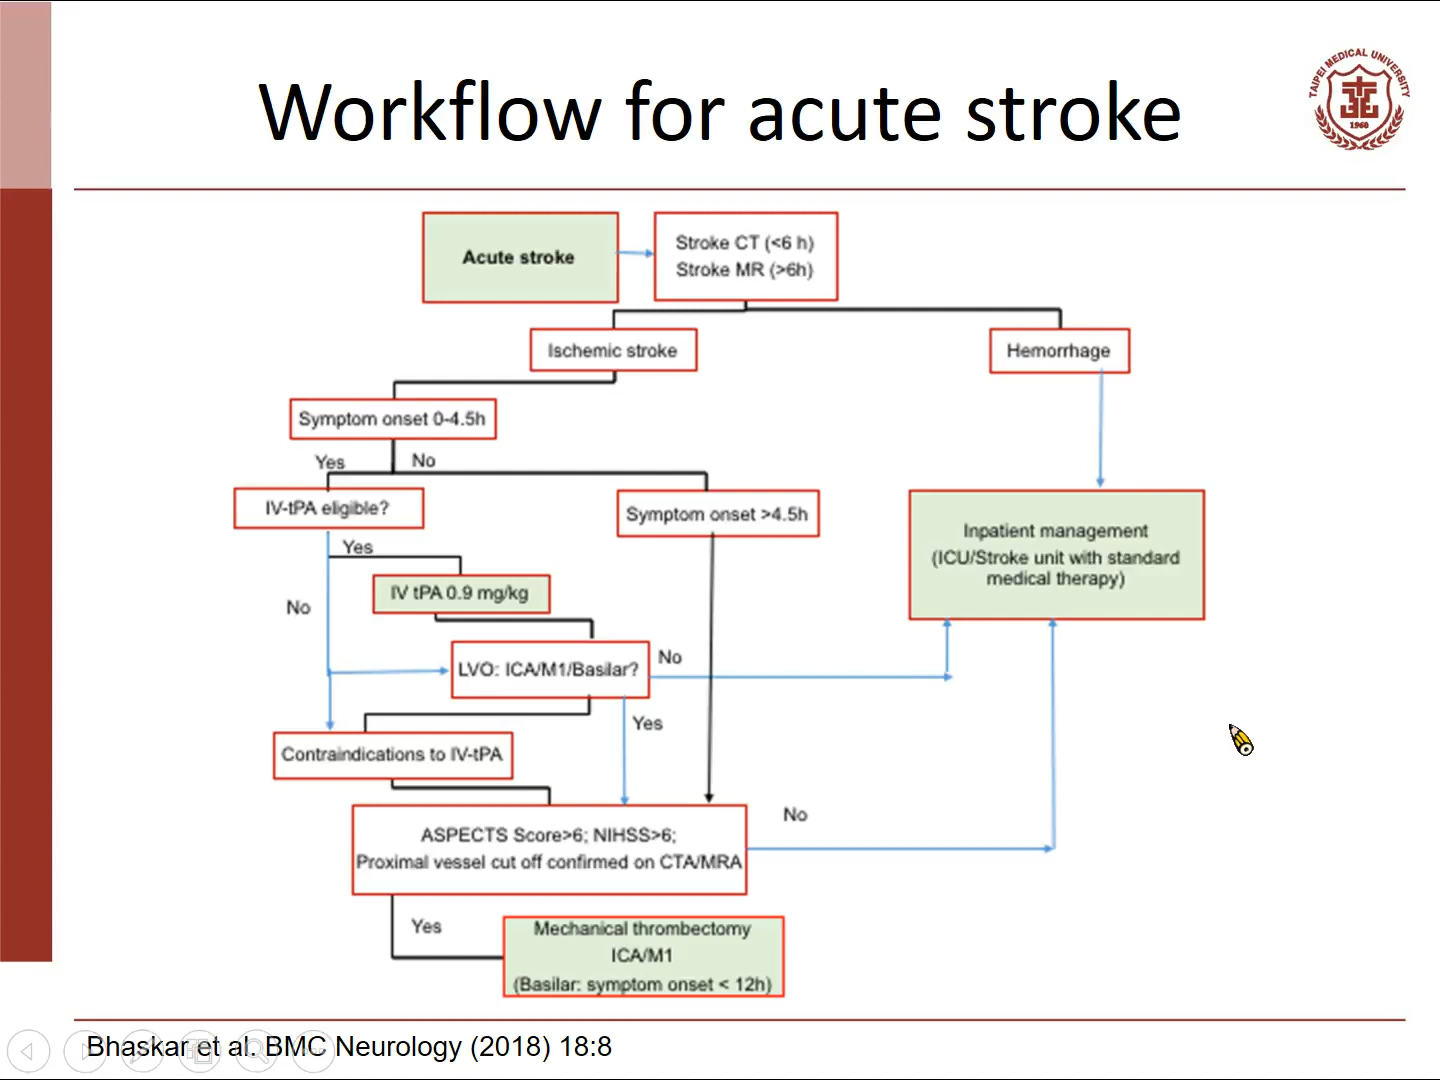 Workflow for acute stroke
TAIPEI MEDICAL UNIVERSITY
1960
Acute stroke
Stroke CT (<6 h)
Stroke MR (>6h)
Ischemic stroke
Hemorrhage
Symptom onset 0-4.5h
Yes
No
IV-tPA eligible?
Symptom onset >4.5h
Inpatient management
(ICU/Stroke unit with standard
medical therapy)
Yes
IV tPA 0.9 mg/kg
No
LVO: ICA/M1/Basilar?
No
Yes
Contraindications to IV-tPA
ASPECTS Score>6; NIHSS>6;
Proximal vessel cut off confirmed on CTA/MRA
No
Yes
Mechanical thrombectomy
ICA/M1
(Basilar: symptom onset < 12h)
Bhaskar et al. BMC Neurology (2018) 18:8